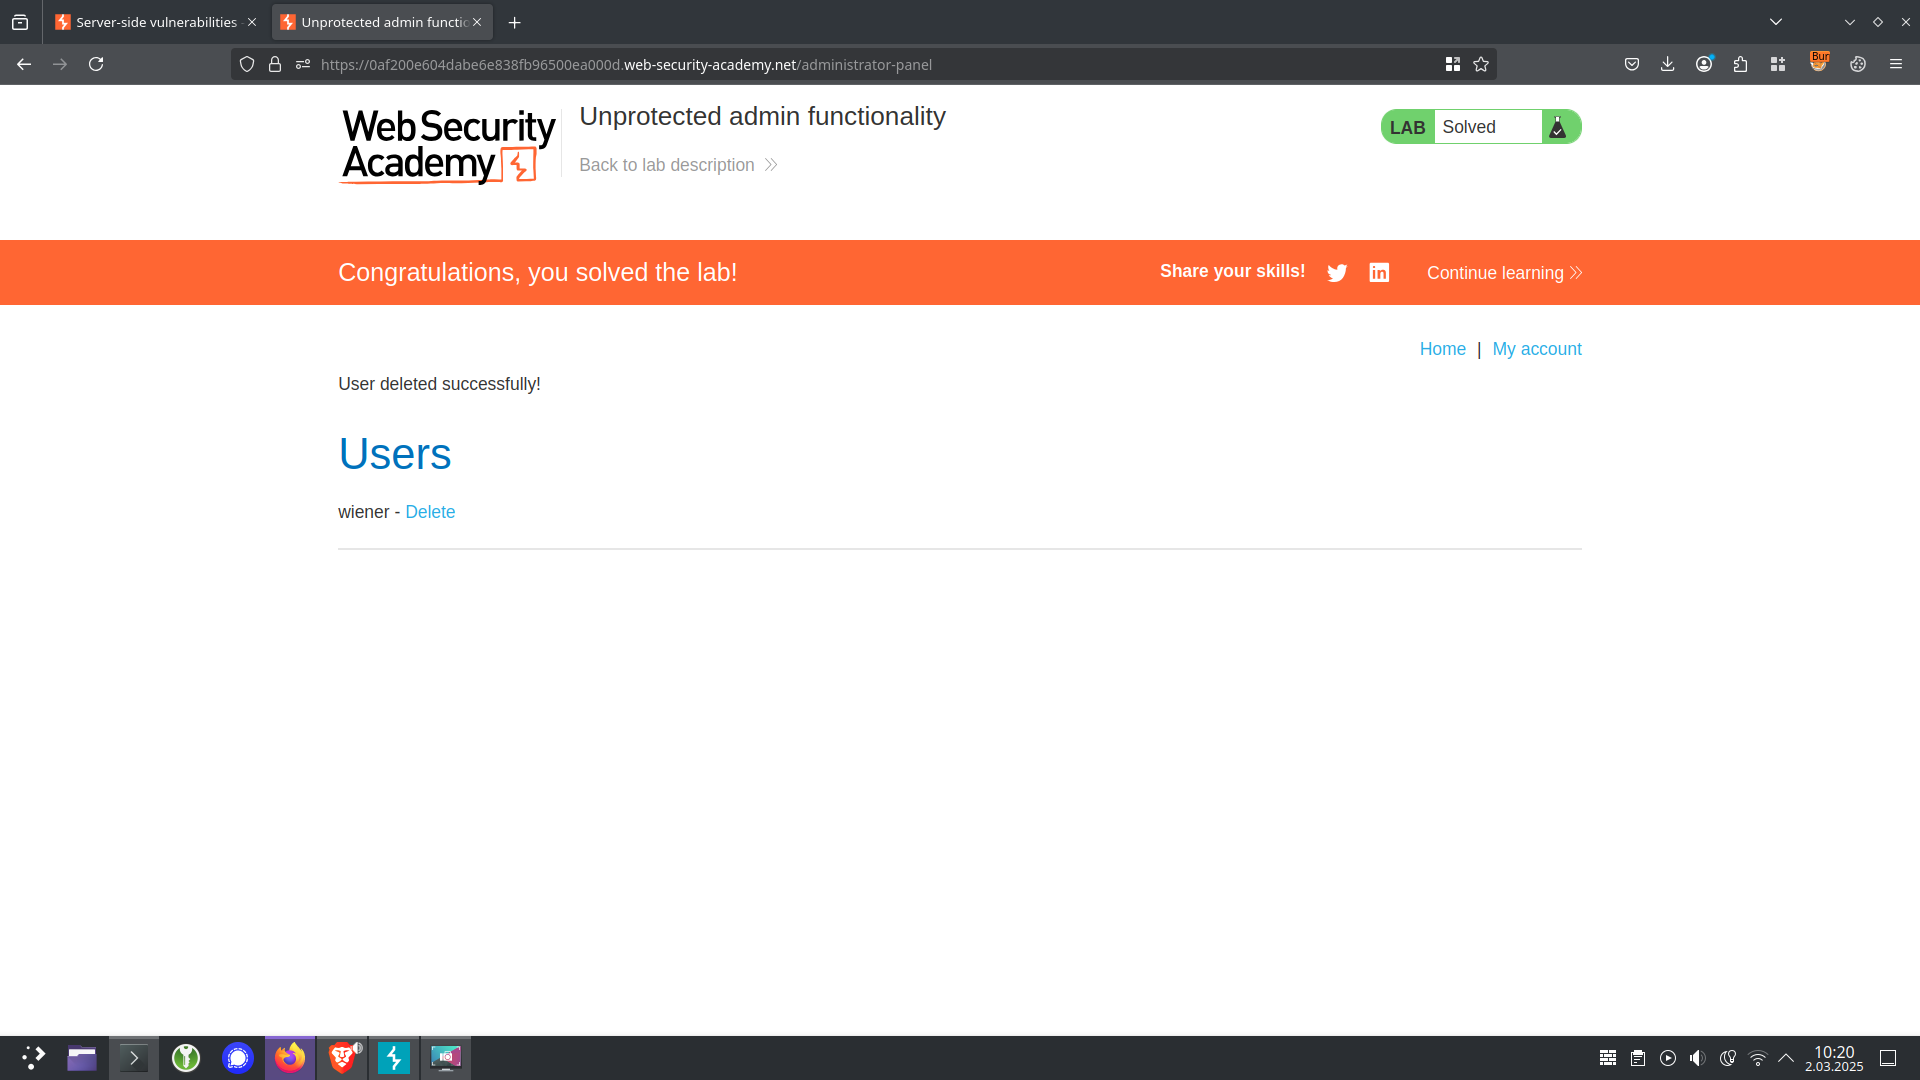 Server-side vulnerabilities
Unprotected admin functio
https://0af200e604dabe6e838fb96500ea000d.web-security-academy.net/administrator-panel
Bur
Web Security
Academy
Unprotected admin functionality
Back to lab description
LAB Solved
Congratulations, you solved the lab!
Share your skills!
Continue learning
Home | My account
User deleted successfully!
Users
wiener - Delete
10:20
2.03.2025